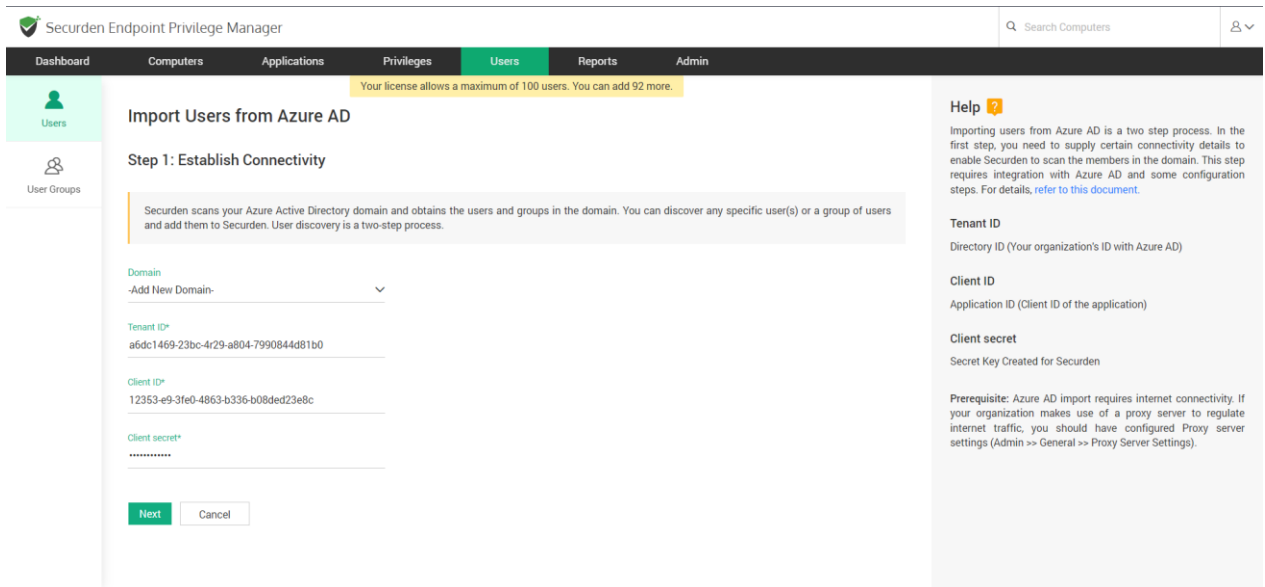 Securden Endpoint Privilege Manager
Search Computers
Dashboard Computers Applications Privileges Users Reports Admin
Your license allows a maximum of 100 users. You can add 92 more.
Users
User Groups
Import Users from Azure AD
Step 1: Establish Connectivity
Securden scans your Azure Active Directory domain and obtains the users and groups in the domain. You can discover any specific user(s) or a group of users
and add them to Securden. User discovery is a two-step process.
Domain
-Add New Domain-
Tenant ID*
a6dc1469-23bc-4r29-a804-7990844d81b0
Client ID*
12353-e9-3fe0-4863-b336-b08ded23e8c
Client secret*
••••••••••••
Next Cancel
Help ?
Importing users from Azure AD is a two step process. In the
first step, you need to supply certain connectivity details to
enable Securden to scan the members in the domain. This step
requires integration with Azure AD and some configuration
steps. For details, refer to this document.
Tenant ID
Directory ID (Your organization's ID with Azure AD)
Client ID
Application ID (Client ID of the application)
Client secret
Secret Key Created for Securden
Prerequisite: Azure AD import requires internet connectivity. If
your organization makes use of a proxy server to regulate
internet traffic, you should have configured Proxy server
settings (Admin >> General >> Proxy Server Settings).